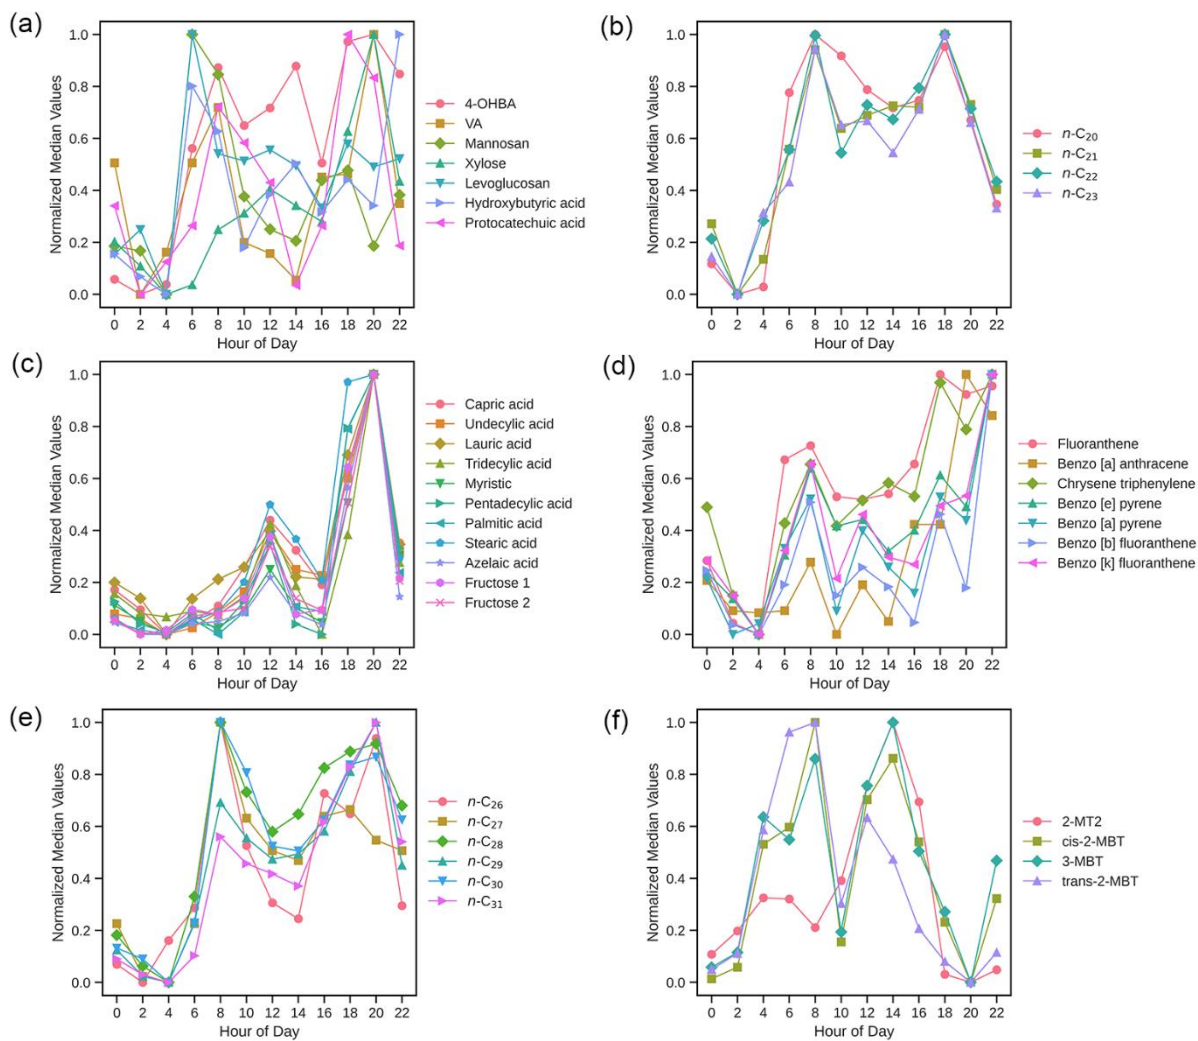 (a)
Normalized Median Values
1.0
0.8
0.6
0.4
0.2
0.0
0 2 4 6 8 10 12 14 16 18 20 22
Hour of Day
4-OHBA
VA
Mannosan
Xylose
Levoglucosan
Hydroxybutyric acid
Protocatechuic acid
(b)
Normalized Median Values
1.0
0.8
0.6
0.4
0.2
0.0
0 2 4 6 8 10 12 14 16 18 20 22
Hour of Day
n-C20
n-C21
n-C22
n-C23
(c)
Normalized Median Values
1.0
0.8
0.6
0.4
0.2
0.0
0 2 4 6 8 10 12 14 16 18 20 22
Hour of Day
Capric acid
Undecylic acid
Lauric acid
Tridecylic acid
Myristic
Pentadecylic acid
Palmitic acid
Stearic acid
Azelaic acid
Fructose 1
Fructose 2
(d)
Normalized Median Values
1.0
0.8
0.6
0.4
0.2
0.0
0 2 4 6 8 10 12 14 16 18 20 22
Hour of Day
Fluoranthene
Benzo [a] anthracene
Chrysene triphenylene
Benzo [e] pyrene
Benzo [a] pyrene
Benzo [b] fluoranthene
Benzo [k] fluoranthene
(e)
Normalized Median Values
1.0
0.8
0.6
0.4
0.2
0.0
0 2 4 6 8 10 12 14 16 18 20 22
Hour of Day
n-C26
n-C27
n-C28
n-C29
n-C30
n-C31
(f)
Normalized Median Values
1.0
0.8
0.6
0.4
0.2
0.0
0 2 4 6 8 10 12 14 16 18 20 22
Hour of Day
2-MT2
cis-2-MBT
3-MBT
trans-2-MBT